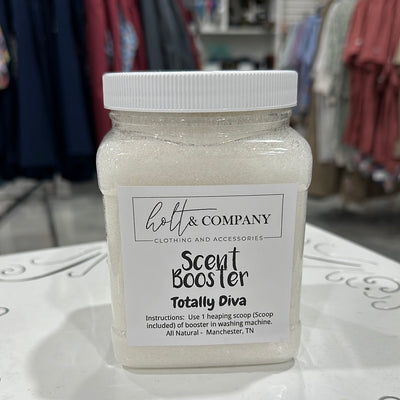 holt & COMPANY
CLOTHING AND ACCESSORIES
Scent
Booster
Totally Diva
Instructions: Use 1 heaping scoop (Scoop
included) of booster in washing machine.
All Natural - Manchester, TN